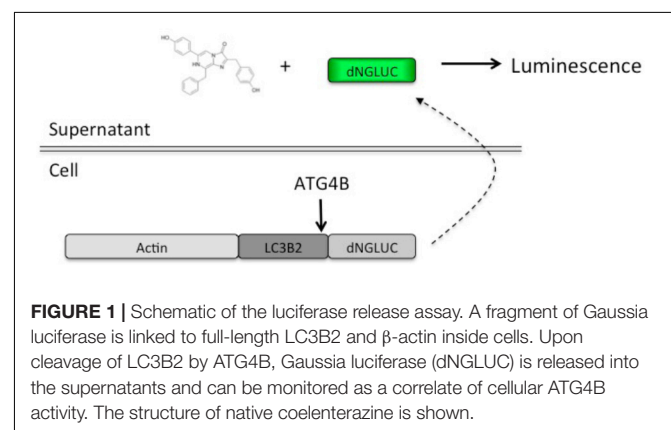 HO
O
N
N
HN
N
OH
+
dNGLUC
Luminescence
Supernatant
Cell
ATG4B
Actin
LC3B2
dNGLUC
FIGURE 1 | Schematic of the luciferase release assay. A fragment of Gaussia
luciferase is linked to full-length LC3B2 and β-actin inside cells. Upon
cleavage of LC3B2 by ATG4B, Gaussia luciferase (dNGLUC) is released into
the supernatants and can be monitored as a correlate of cellular ATG4B
activity. The structure of native coelenterazine is shown.